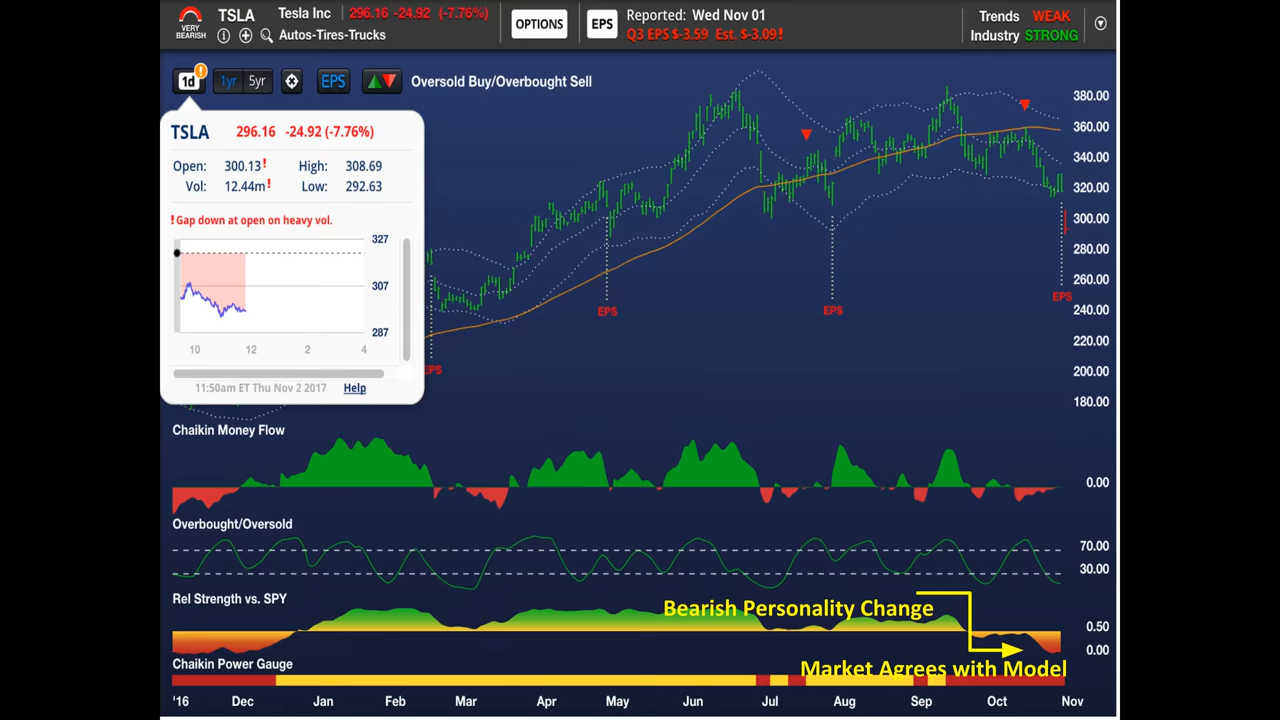 VERY BEARISH
TSLA Tesla Inc 296.16 -24.92 (-7.76%)
Autos-Tires-Trucks
OPTIONS
EPS
Reported: Wed Nov 01
Q3 EPS $-3.59 Est. $-3.09!
Trends WEAK
Industry STRONG
1d ! 1yr 5yr EPS Oversold Buy/Overbought Sell
TSLA 296.16 -24.92 (-7.76%)
Open: 300.13! High: 308.69
Vol: 12.44m! Low: 292.63
!Gap down at open on heavy vol.
327
307
287
10 12 2 4
11:50am ET Thu Nov 2 2017 Help
380.00
360.00
340.00
320.00
300.00
280.00
260.00
240.00
220.00
200.00
180.00
EPS
EPS
EPS
EPS
Chaikin Money Flow
0.00
Overbought/Oversold
70.00
30.00
Rel Strength vs. SPY
Bearish Personality Change
0.50
0.00
Chaikin Power Gauge
Market Agrees with Model
'16 Dec Jan Feb Mar Apr May Jun Jul Aug Sep Oct Nov